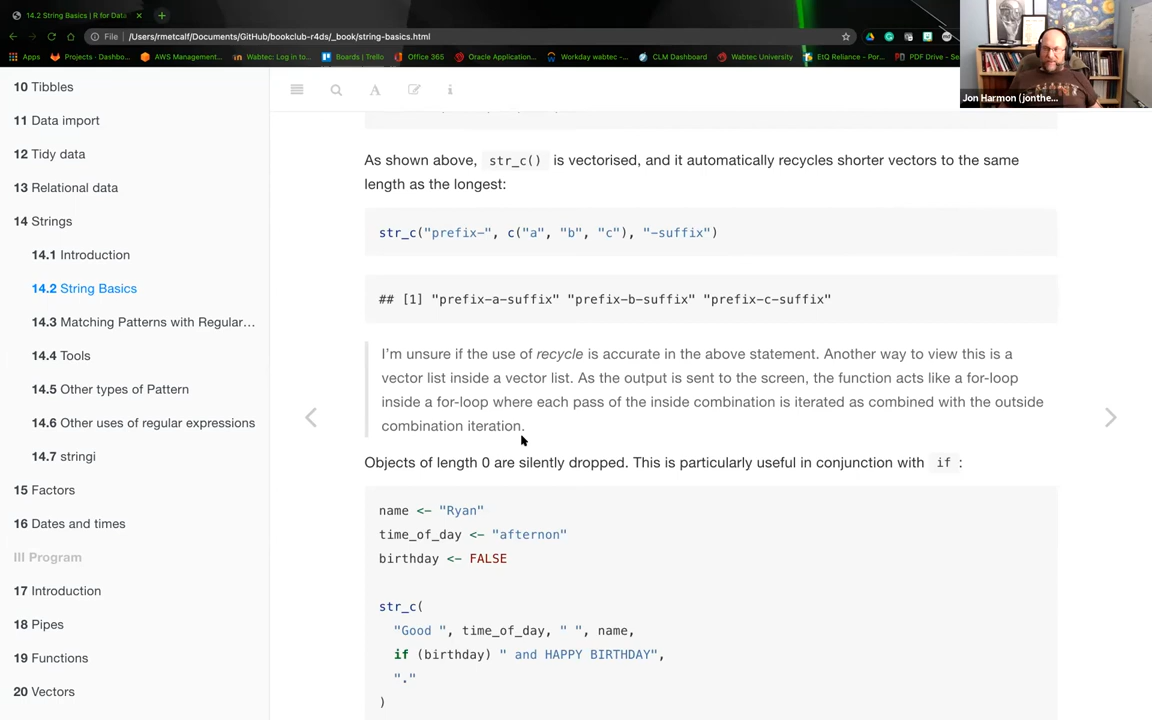 14.2 String Basics | R for Data
File | /Users/rmetcalf/Documents/GitHub/bookclub-r4ds/_book/string-basics.html
Apps Projects · Dashbo... AWS Management... Wabtec: Log in to... Boards | Trello Office 365 Oracle Application... Workday wabtec -... CLM Dashboard Wabtec University EtQ Reliance - Por... PDF Drive - Sea
Jon Harmon (jonthe...
10 Tibbles
11 Data import
12 Tidy data
13 Relational data
14 Strings
14.1 Introduction
14.2 String Basics
14.3 Matching Patterns with Regular...
14.4 Tools
14.5 Other types of Pattern
14.6 Other uses of regular expressions
14.7 stringi
15 Factors
16 Dates and times
III Program
17 Introduction
18 Pipes
19 Functions
20 Vectors
As shown above, str_c() is vectorised, and it automatically recycles shorter vectors to the same
length as the longest:
str_c("prefix-", c("a", "b", "c"), "-suffix")
## [1] "prefix-a-suffix" "prefix-b-suffix" "prefix-c-suffix"
I'm unsure if the use of recycle is accurate in the above statement. Another way to view this is a
vector list inside a vector list. As the output is sent to the screen, the function acts like a for-loop
inside a for-loop where each pass of the inside combination is iterated as combined with the outside
combination iteration.
Objects of length 0 are silently dropped. This is particularly useful in conjunction with if :
name <- "Ryan"
time_of_day <- "afternon"
birthday <- FALSE
str_c(
"Good ", time_of_day, " ", name,
if (birthday) " and HAPPY BIRTHDAY",
"."
)